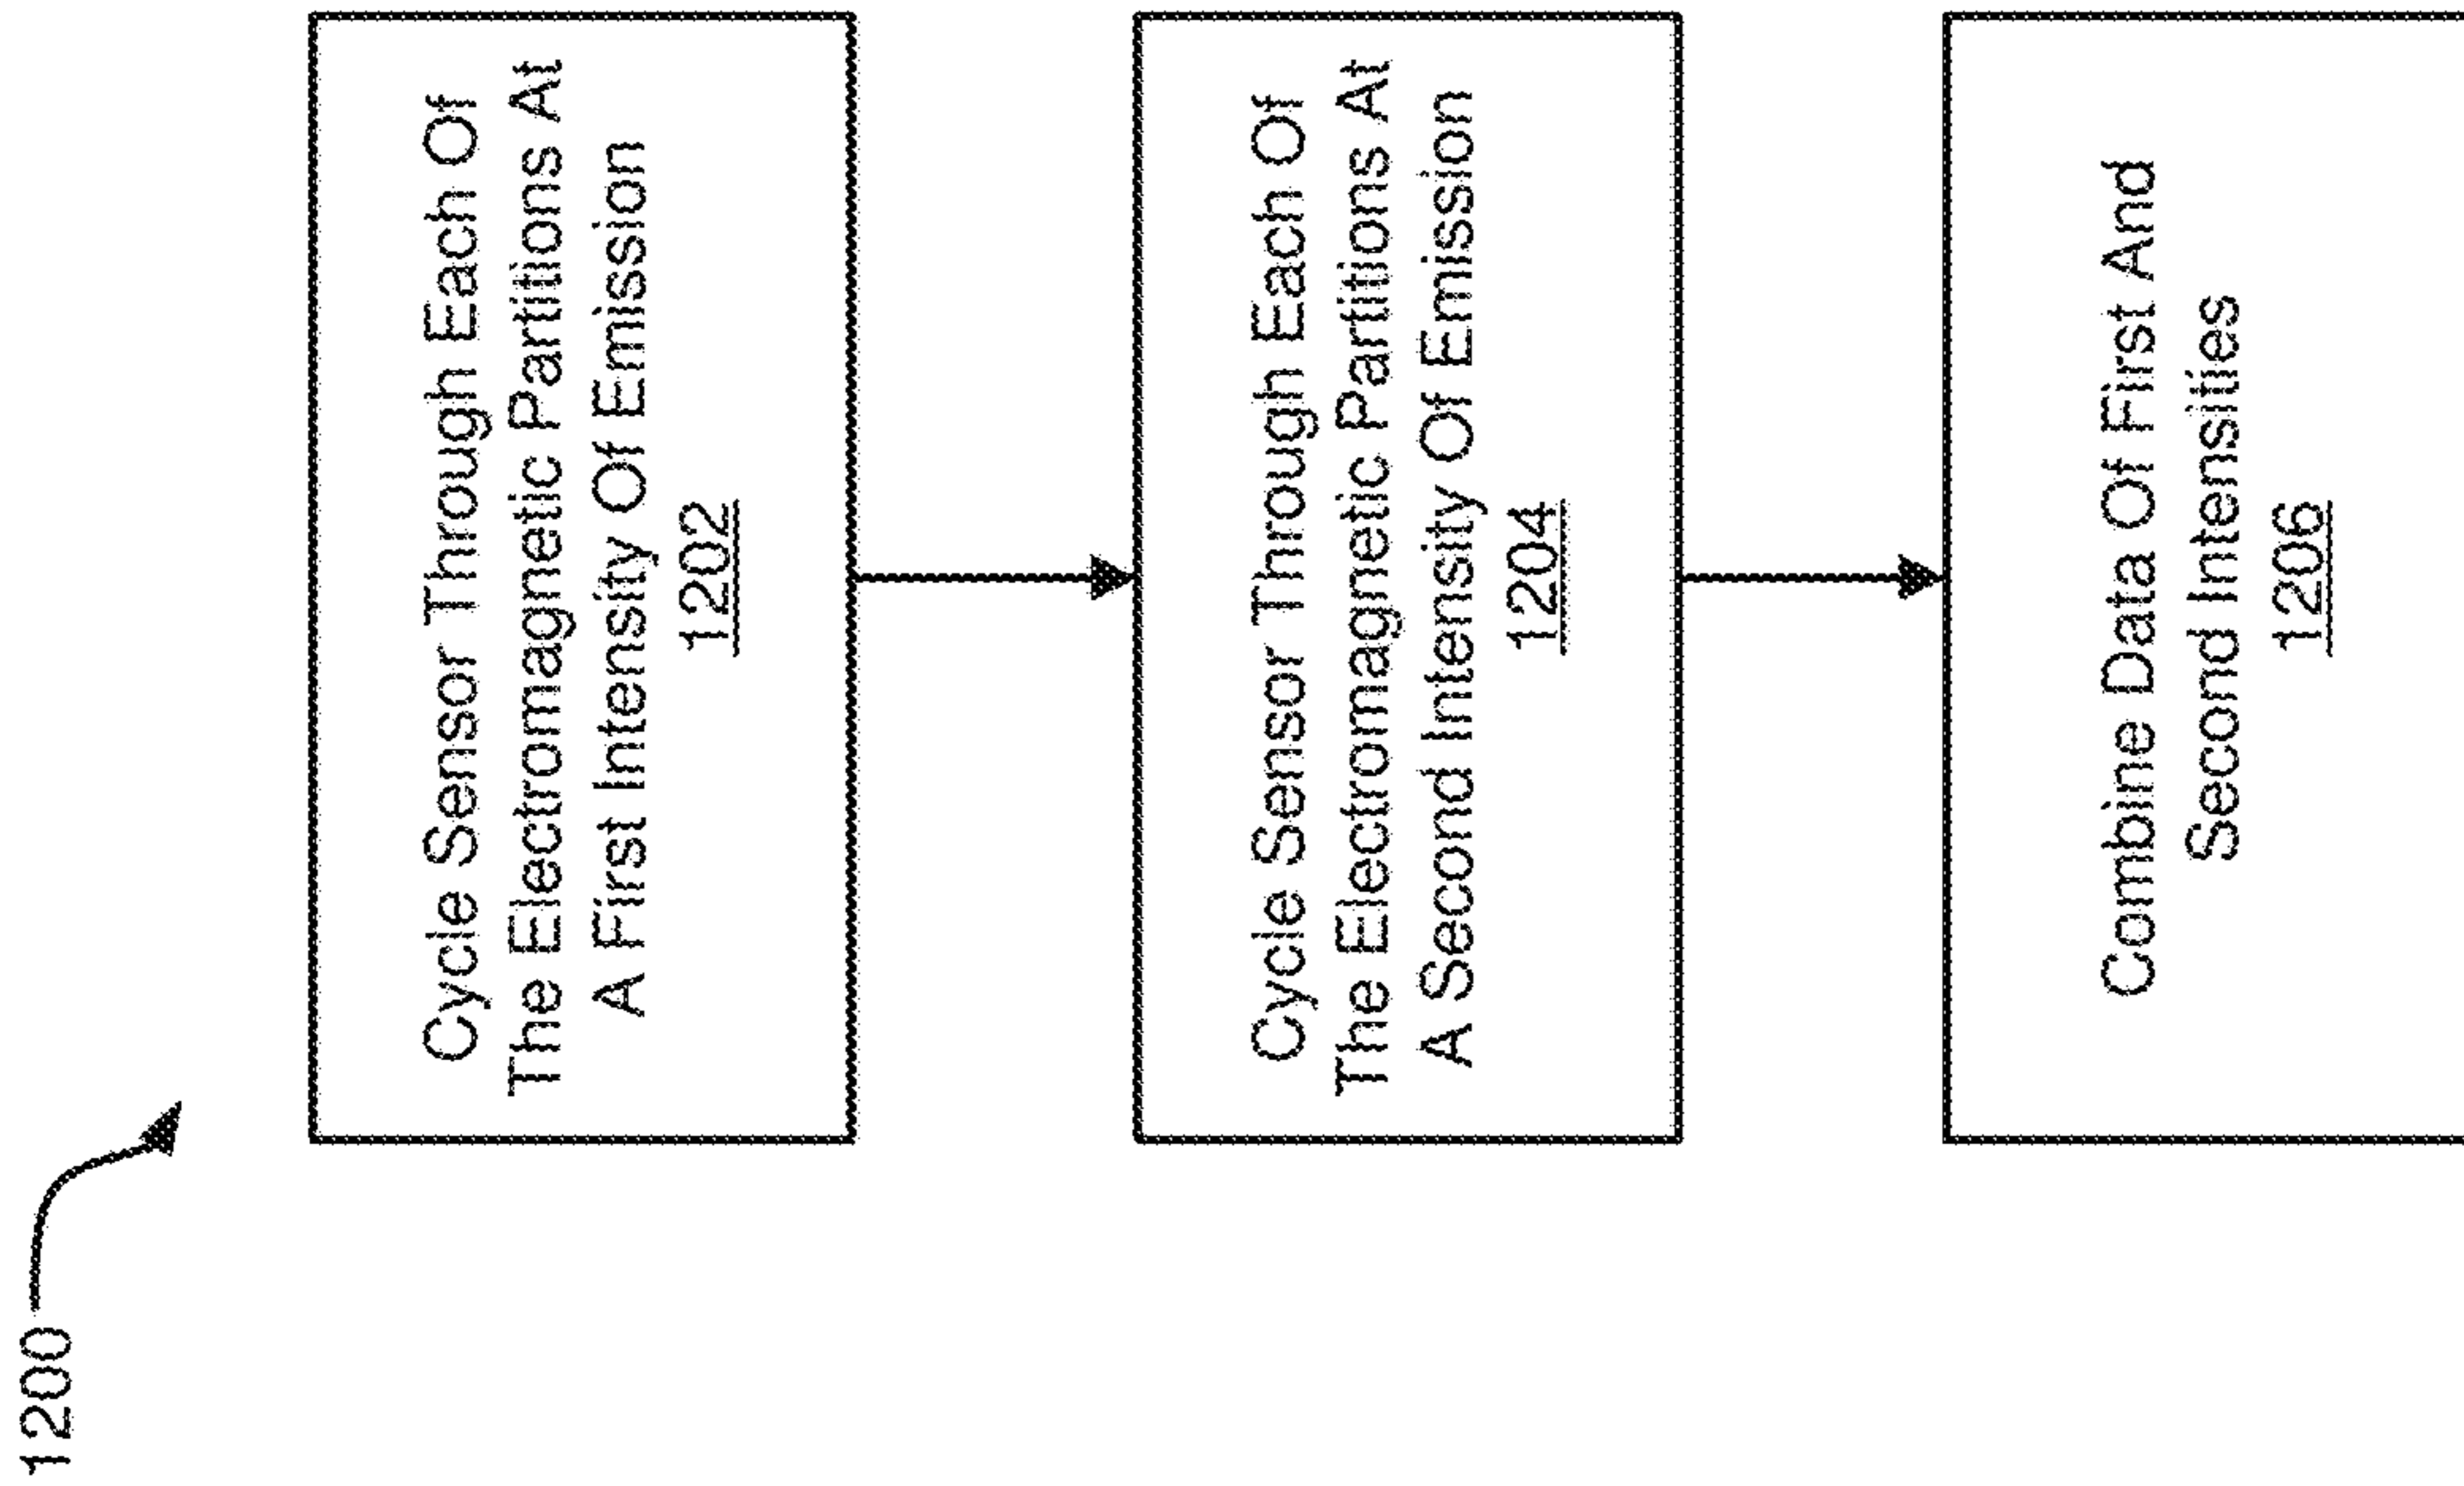 1200
Cycle Sensor Through Each Of
The Electromagnetic Partitions At
A First Intensity Of Emission
1202
Cycle Sensor Through Each Of
The Electromagnetic Partitions At
A Second Intensity Of Emission
1204
Combine Data Of First And
Second Intensities
1206